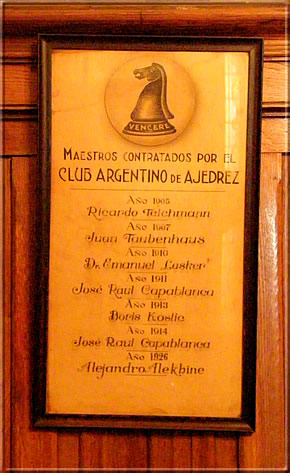 VINCERE
MAESTROS CONTRATADOS POR EL
CLUB ARGENTINO DE AJEDREZ
Año 1905
Ricardo Teichmann
Año 1907
Juan Taubenhaus
Año 1910
Dr. Emanuel Lasker
Año 1911
José Raúl Capablanca
Año 1913
Boris Kostic
Año 1914
José Raúl Capablanca
Año 1926
Alejandro Alekhine